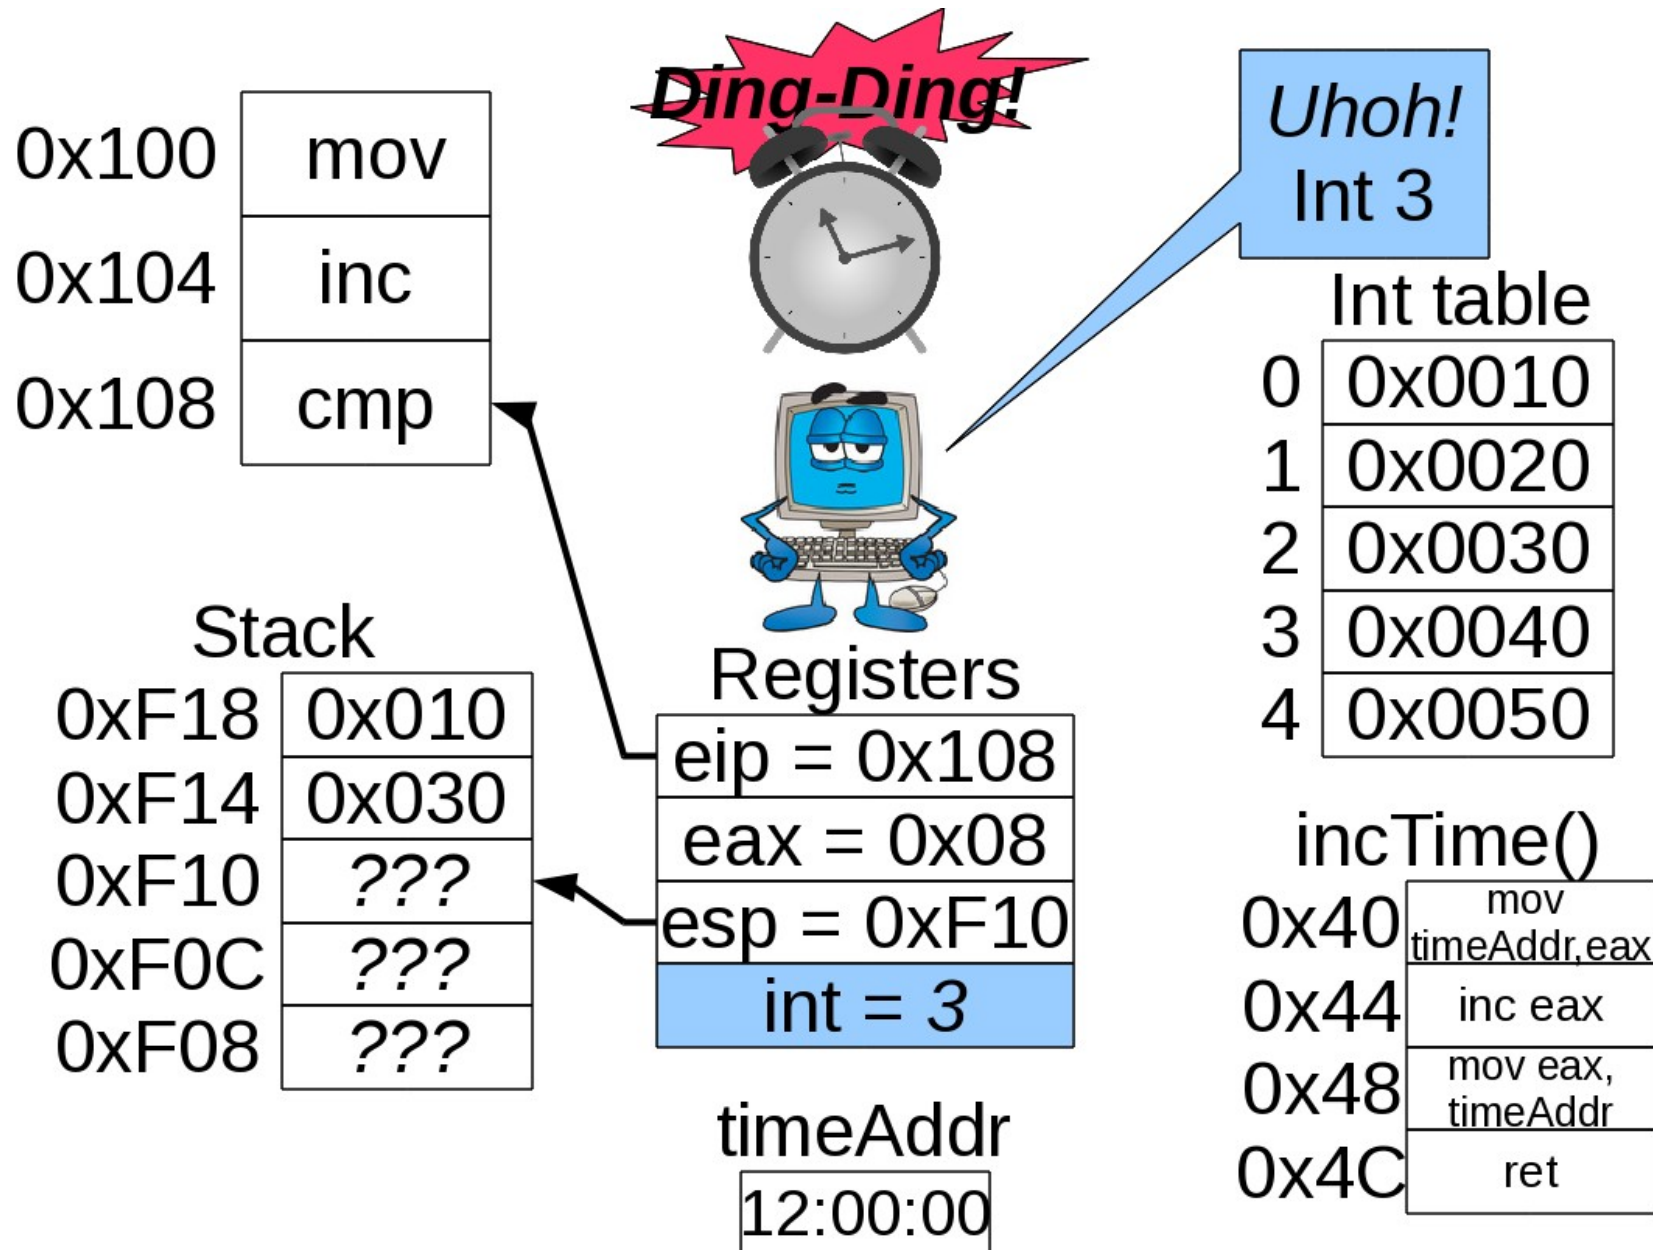 Ding-Ding!
Uhoh!
Int 3
0x100 mov
0x104 inc
0x108 cmp
Int table
0 0x0010
1 0x0020
2 0x0030
3 0x0040
4 0x0050
Stack
0xF18 0x010
0xF14 0x030
0xF10 ???
0xF0C ???
0xF08 ???
Registers
eip = 0x108
eax = 0x08
esp = 0xF10
int = 3
timeAddr
12:00:00
incTime()
0x40 mov
timeAddr,eax
0x44 inc eax
0x48 mov eax,
timeAddr
0x4C ret